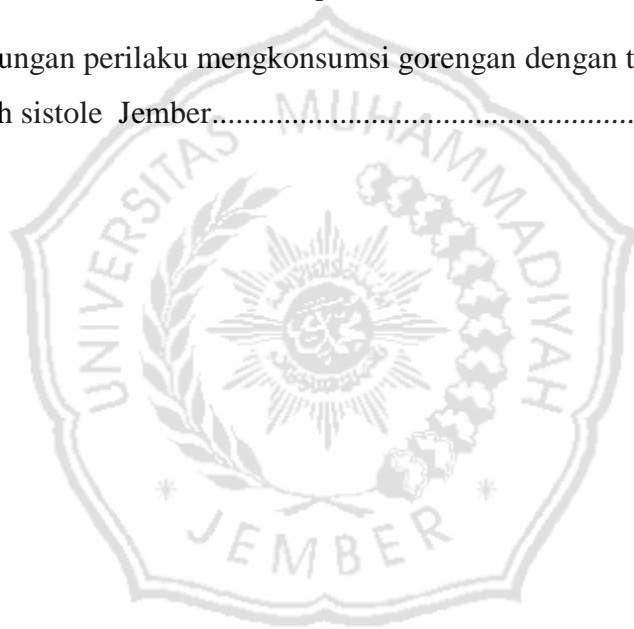 ungan perilaku mengkonsumsi gorengan dengan t
h sistole Jember.....................................................
UNIVERSITAS MUHAMMADIYAH
JEMBER